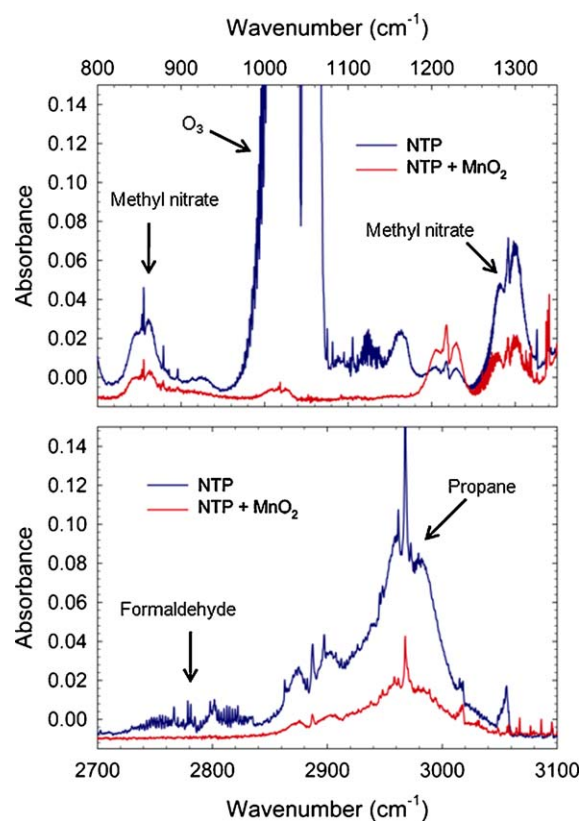 Wavenumber (cm⁻¹)
800 900 1000 1100 1200 1300
0.14
0.12
0.10
0.08
0.06
0.04
0.02
0.00
Absorbance
O₃
NTP
NTP + MnO₂
Methyl nitrate
Methyl nitrate
0.14
0.12
0.10
0.08
0.06
0.04
0.02
0.00
Absorbance
NTP
NTP + MnO₂
Propane
Formaldehyde
2700 2800 2900 3000 3100
Wavenumber (cm⁻¹)